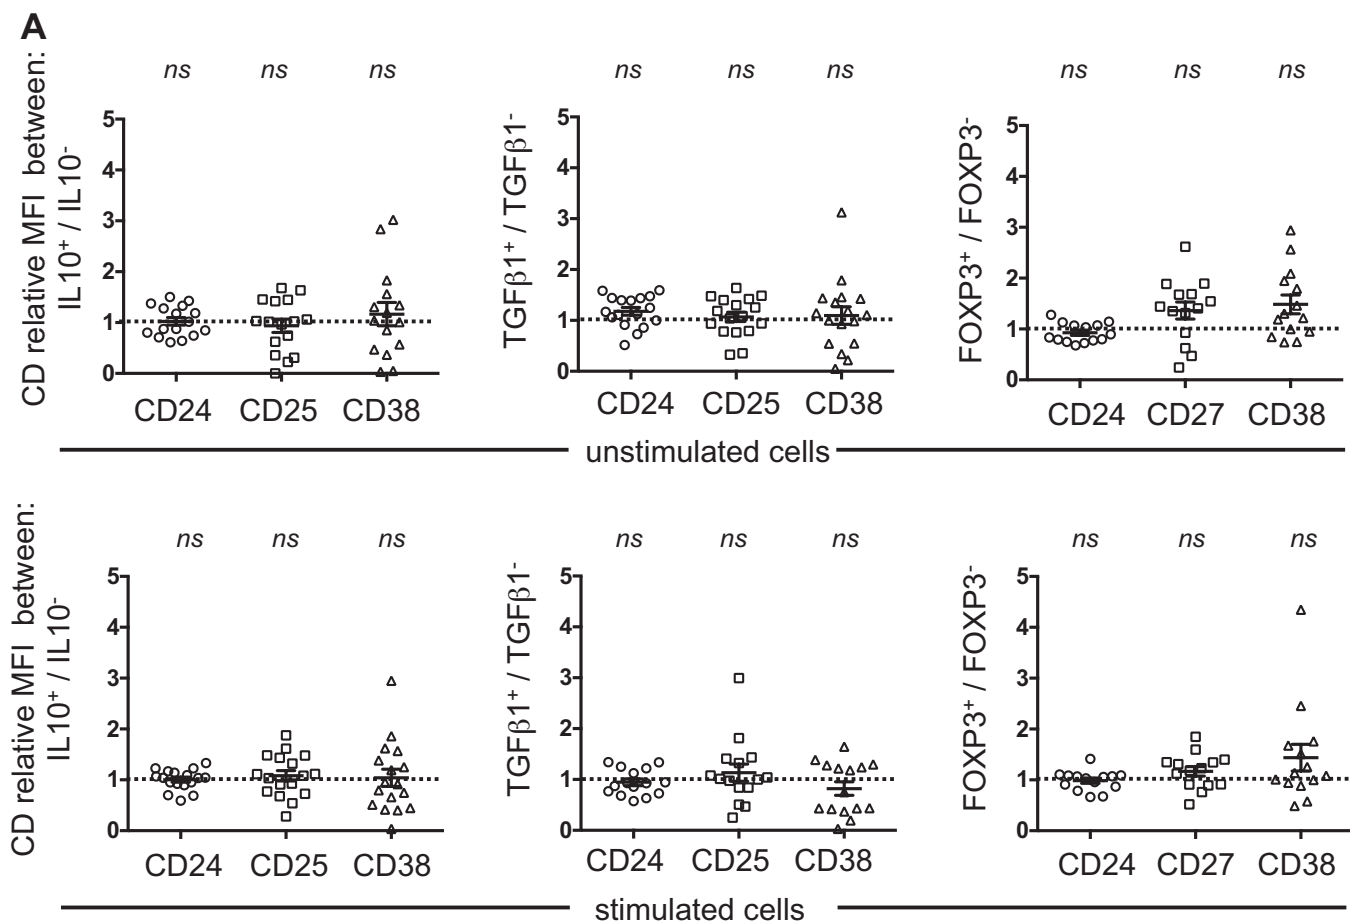 A
ns ns ns ns ns ns ns ns ns
CD relative MFI between:
IL10⁺ / IL10⁻
5
4
3
2
1
0
CD24 CD25 CD38
TGFβ1⁺ / TGFβ1⁻
5
4
3
2
1
0
CD24 CD25 CD38
FOXP3⁺ / FOXP3⁻
5
4
3
2
1
0
CD24 CD27 CD38
unstimulated cells
ns ns ns ns ns ns ns ns ns
CD relative MFI between:
IL10⁺ / IL10⁻
5
4
3
2
1
0
CD24 CD25 CD38
TGFβ1⁺ / TGFβ1⁻
5
4
3
2
1
0
CD24 CD25 CD38
FOXP3⁺ / FOXP3⁻
5
4
3
2
1
0
CD24 CD27 CD38
stimulated cells